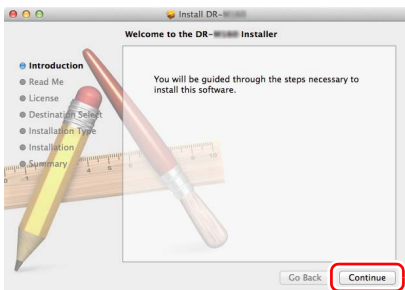 Install DR-
Welcome to the DR- Installer
Introduction
Read Me
License
Destination Select
Installation Type
Installation
Summary
You will be guided through the steps necessary to
install this software.
Go Back
Continue